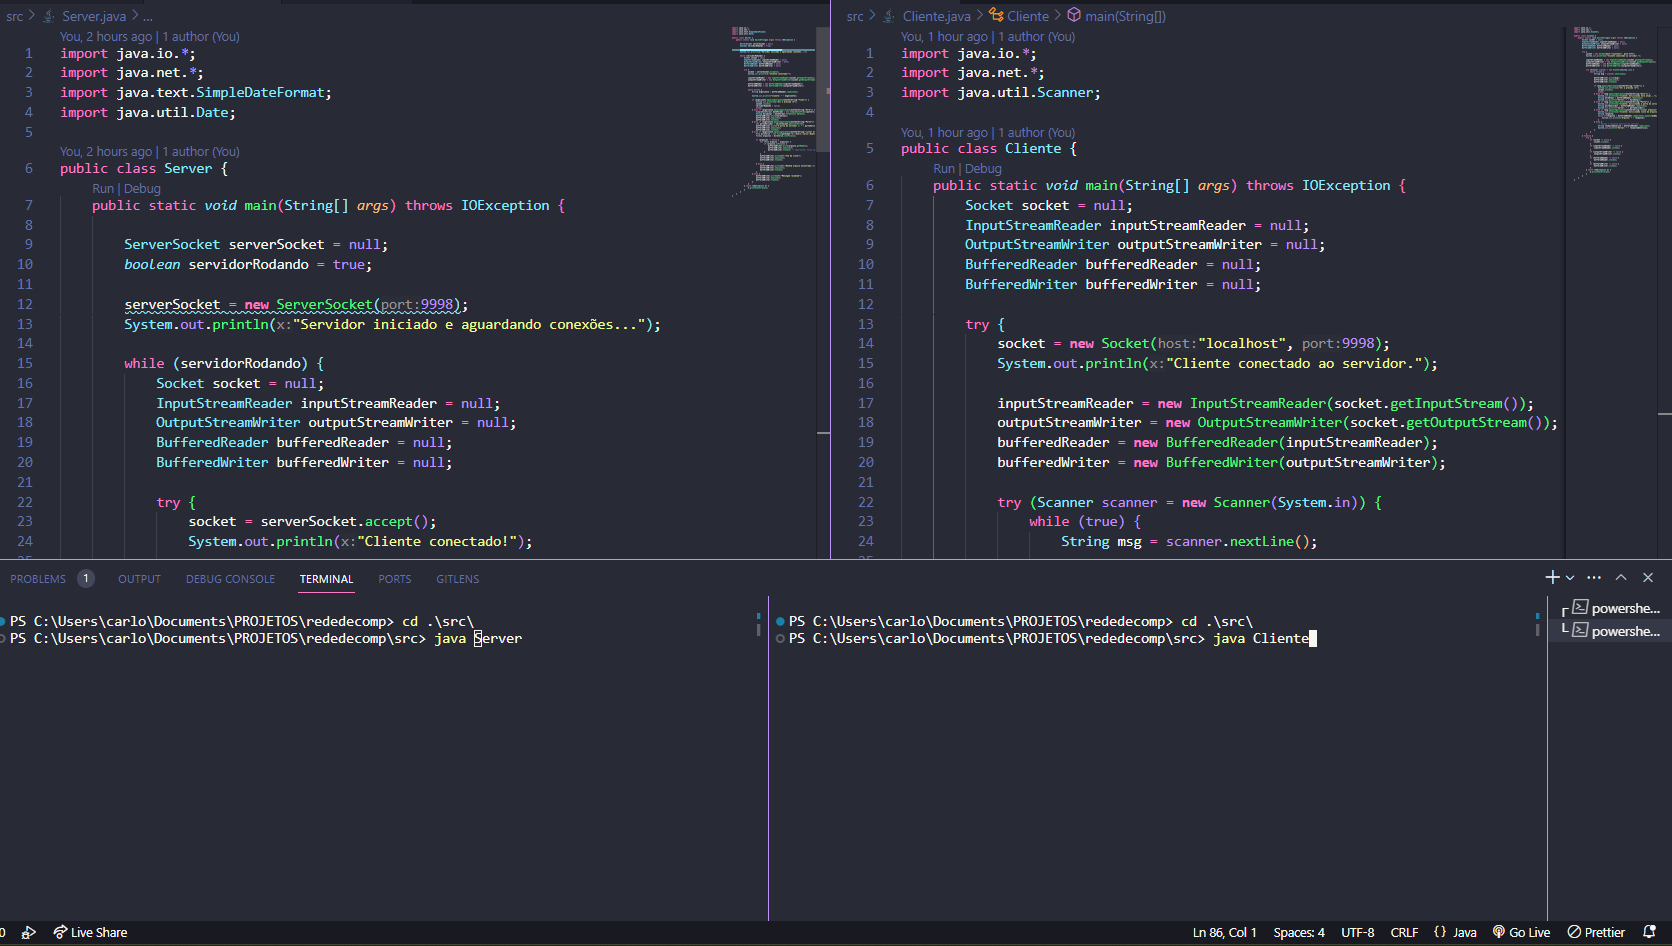 src > Server.java > ...
You, 2 hours ago | 1 author (You)
1 import java.io.*;
2 import java.net.*;
3 import java.text.SimpleDateFormat;
4 import java.util.Date;
5
You, 2 hours ago | 1 author (You)
6 public class Server {
Run | Debug
7 public static void main(String[] args) throws IOException {
8
9 ServerSocket serverSocket = null;
10 boolean servidorRodando = true;
11
12 serverSocket = new ServerSocket(port:9998);
13 System.out.println(x:"Servidor iniciado e aguardando conexões...");
14
15 while (servidorRodando) {
16 Socket socket = null;
17 InputStreamReader inputStreamReader = null;
18 OutputStreamWriter outputStreamWriter = null;
19 BufferedReader bufferedReader = null;
20 BufferedWriter bufferedWriter = null;
21
22 try {
23 socket = serverSocket.accept();
24 System.out.println(x:"Cliente conectado!");
src > Cliente.java > Cliente > main(String[])
You, 1 hour ago | 1 author (You)
1 import java.io.*;
2 import java.net.*;
3 import java.util.Scanner;
4
You, 1 hour ago | 1 author (You)
5 public class Cliente {
Run | Debug
6 public static void main(String[] args) throws IOException {
7 Socket socket = null;
8 InputStreamReader inputStreamReader = null;
9 OutputStreamWriter outputStreamWriter = null;
10 BufferedReader bufferedReader = null;
11 BufferedWriter bufferedWriter = null;
12
13 try {
14 socket = new Socket(host:"localhost", port:9998);
15 System.out.println(x:"Cliente conectado ao servidor.");
16
17 inputStreamReader = new InputStreamReader(socket.getInputStream());
18 outputStreamWriter = new OutputStreamWriter(socket.getOutputStream());
19 bufferedReader = new BufferedReader(inputStreamReader);
20 bufferedWriter = new BufferedWriter(outputStreamWriter);
21
22 try (Scanner scanner = new Scanner(System.in)) {
23 while (true) {
24 String msg = scanner.nextLine();
PROBLEMS 1 OUTPUT DEBUG CONSOLE TERMINAL PORTS GITLENS
PS C:\Users\carlo\Documents\PROJETOS\rededecomp> cd .\src\
PS C:\Users\carlo\Documents\PROJETOS\rededecomp\src> java Server
PS C:\Users\carlo\Documents\PROJETOS\rededecomp> cd .\src\
PS C:\Users\carlo\Documents\PROJETOS\rededecomp\src> java Cliente
powershe...
powershe...
0 Live Share Ln 86, Col 1 Spaces: 4 UTF-8 CRLF {} Java Go Live Prettier